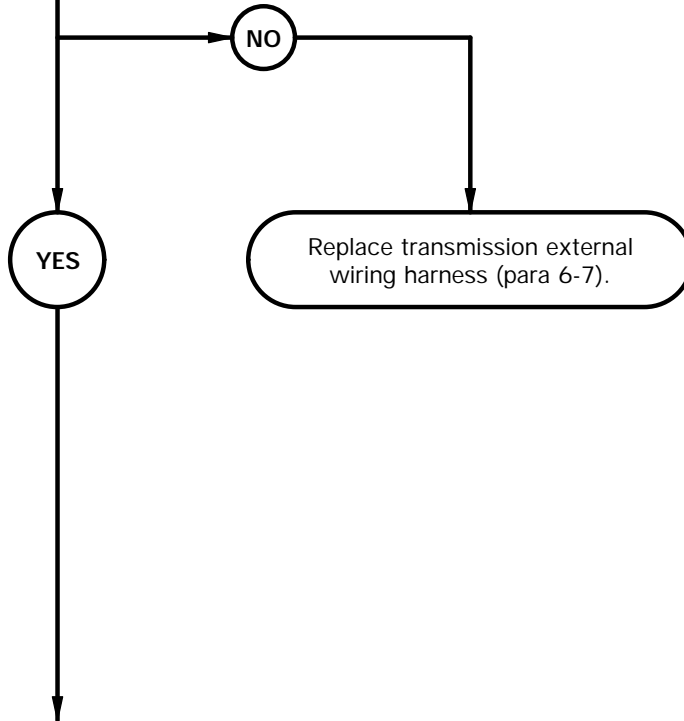 NO
YES
Replace transmission external
wiring harness (para 6-7).